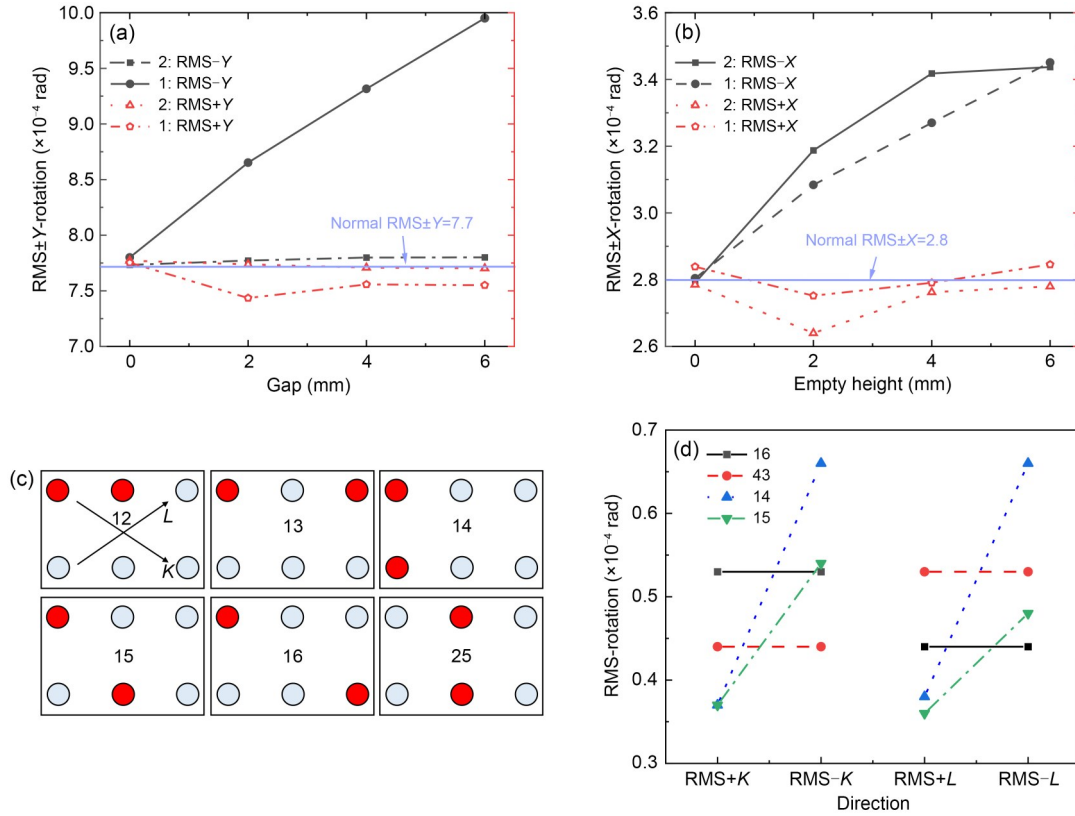 (a)
2: RMS−Y
1: RMS−Y
2: RMS+Y
1: RMS+Y
Normal RMS±Y=7.7
10.0
9.5
9.0
8.5
8.0
7.5
7.0
0 2 4 6
Gap (mm)
RMS±Y-rotation (×10⁻⁴ rad)
(b)
2: RMS−X
1: RMS−X
2: RMS+X
1: RMS+X
Normal RMS±X=2.8
3.6
3.4
3.2
3.0
2.8
2.6
0 2 4 6
Empty height (mm)
RMS±X-rotation (×10⁻⁴ rad)
(c)
12
L
K
13
14
15
16
25
(d)
16
43
14
15
0.7
0.6
0.5
0.4
0.3
RMS+K RMS−K RMS+L RMS−L
Direction
RMS-rotation (×10⁻⁴ rad)